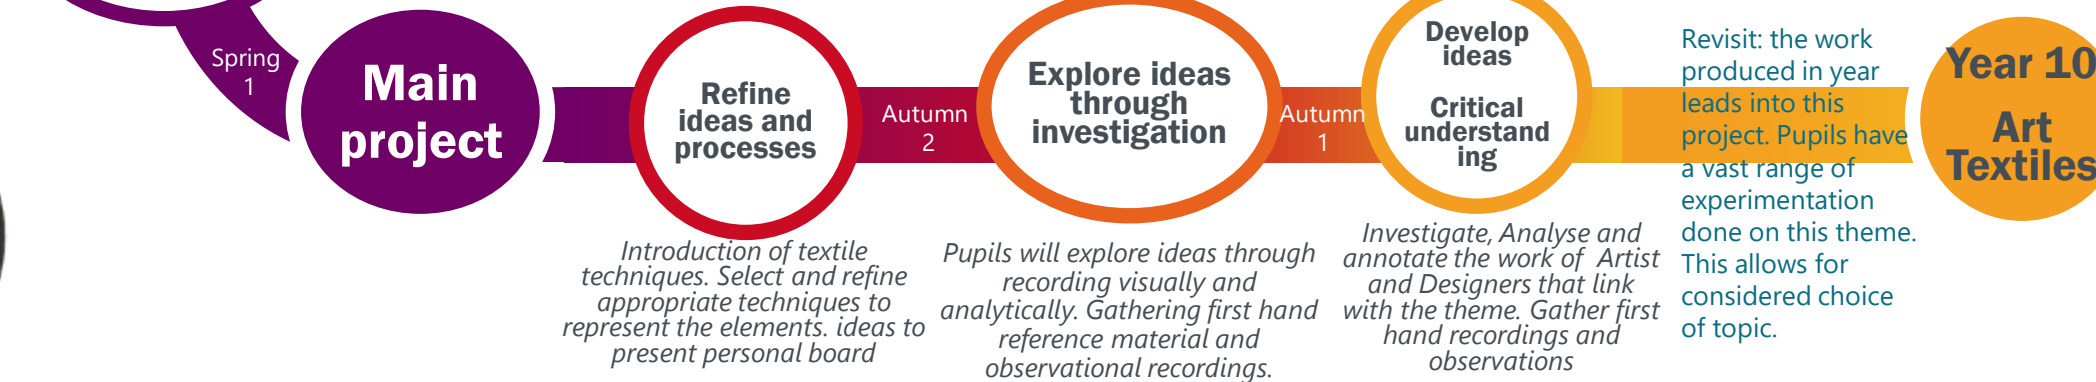 Spring
1
Main
project
Refine
ideas and
processes
Autumn
2
Explore ideas
through
investigation
Autumn
1
Develop
ideas
Critical
understand
ing
Revisit: the work
produced in year
leads into this
project. Pupils have
a vast range of
experimentation
done on this theme.
This allows for
considered choice
of topic.
Year 10
Art
Textiles
Introduction of textile
techniques. Select and refine
appropriate techniques to
represent the elements. ideas to
present personal board
Pupils will explore ideas through
recording visually and
analytically. Gathering first hand
reference material and
observational recordings.
Investigate, Analyse and
annotate the work of Artist
and Designers that link
with the theme. Gather first
hand recordings and
observations